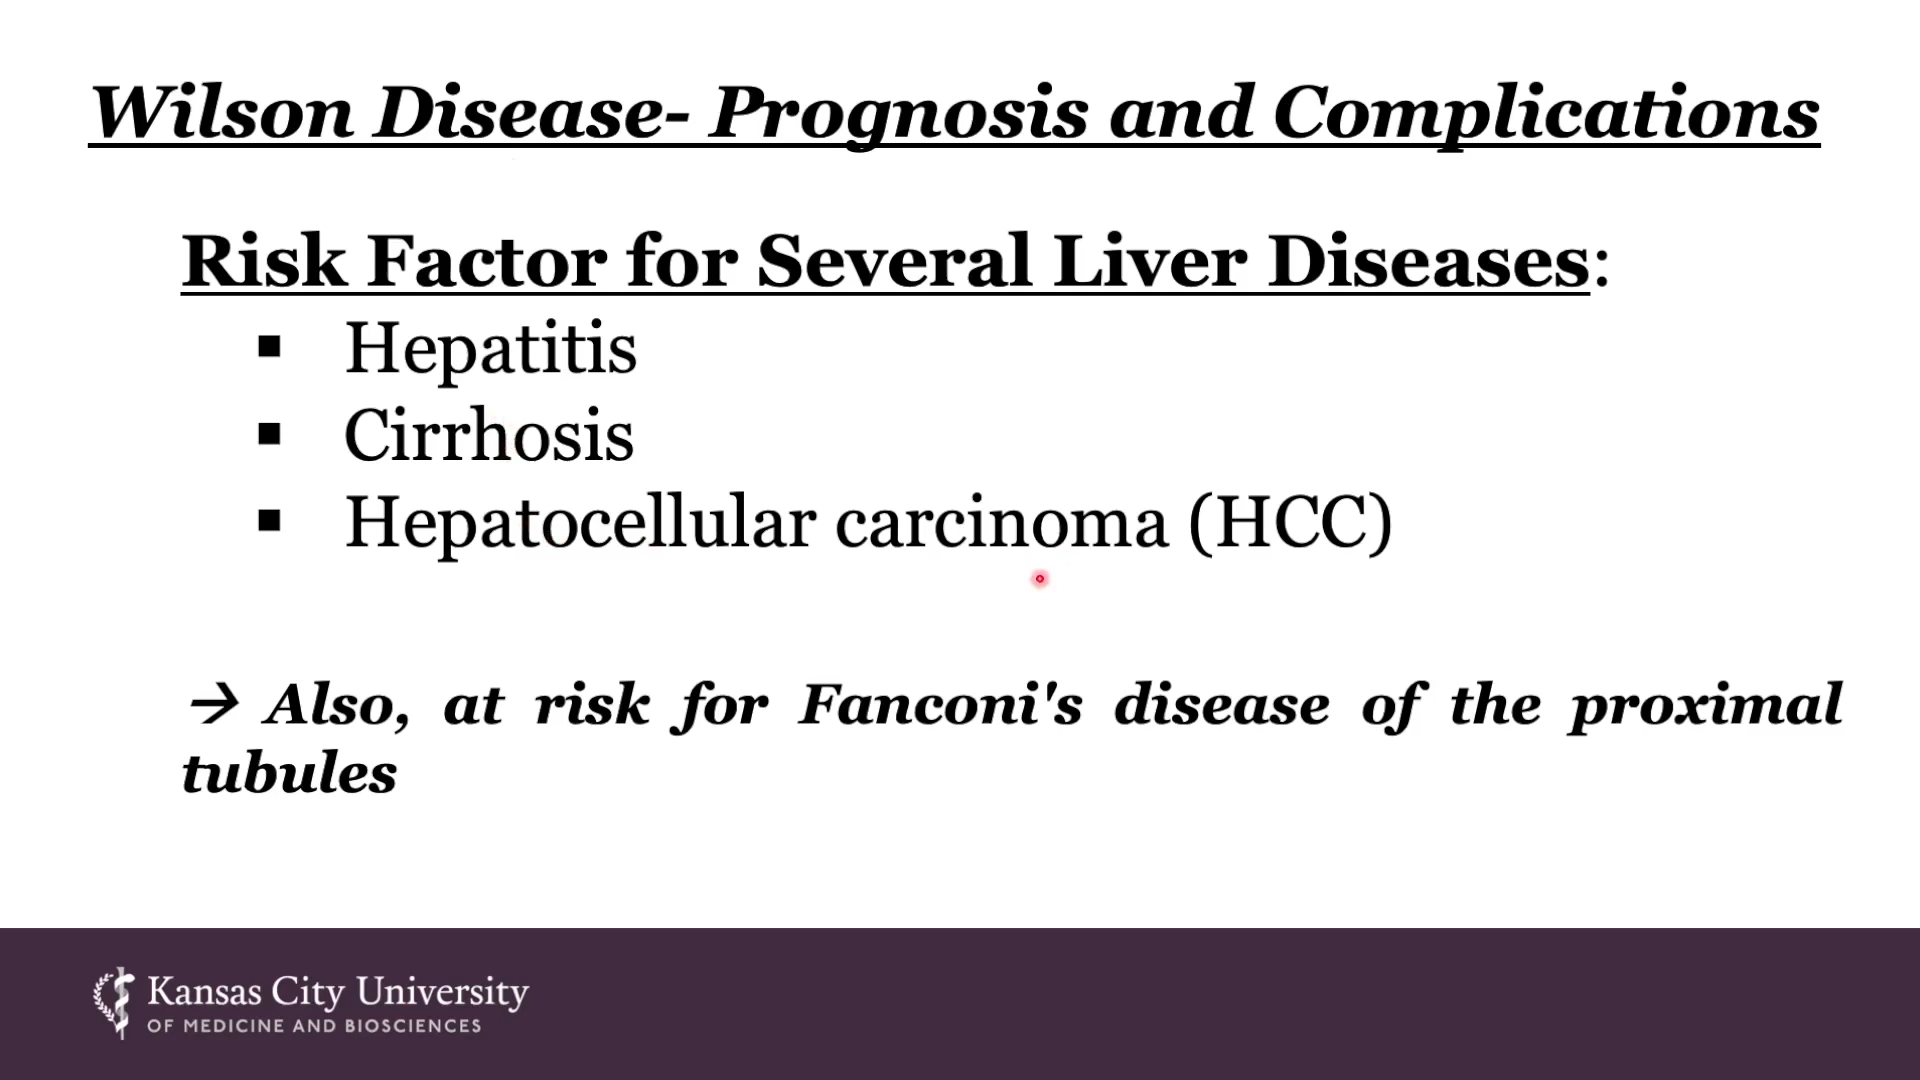 Wilson Disease- Prognosis and Complications
Risk Factor for Several Liver Diseases:
▪ Hepatitis
▪ Cirrhosis
▪ Hepatocellular carcinoma (HCC)
→ Also, at risk for Fanconi's disease of the proximal
tubules
Kansas City University
OF MEDICINE AND BIOSCIENCES